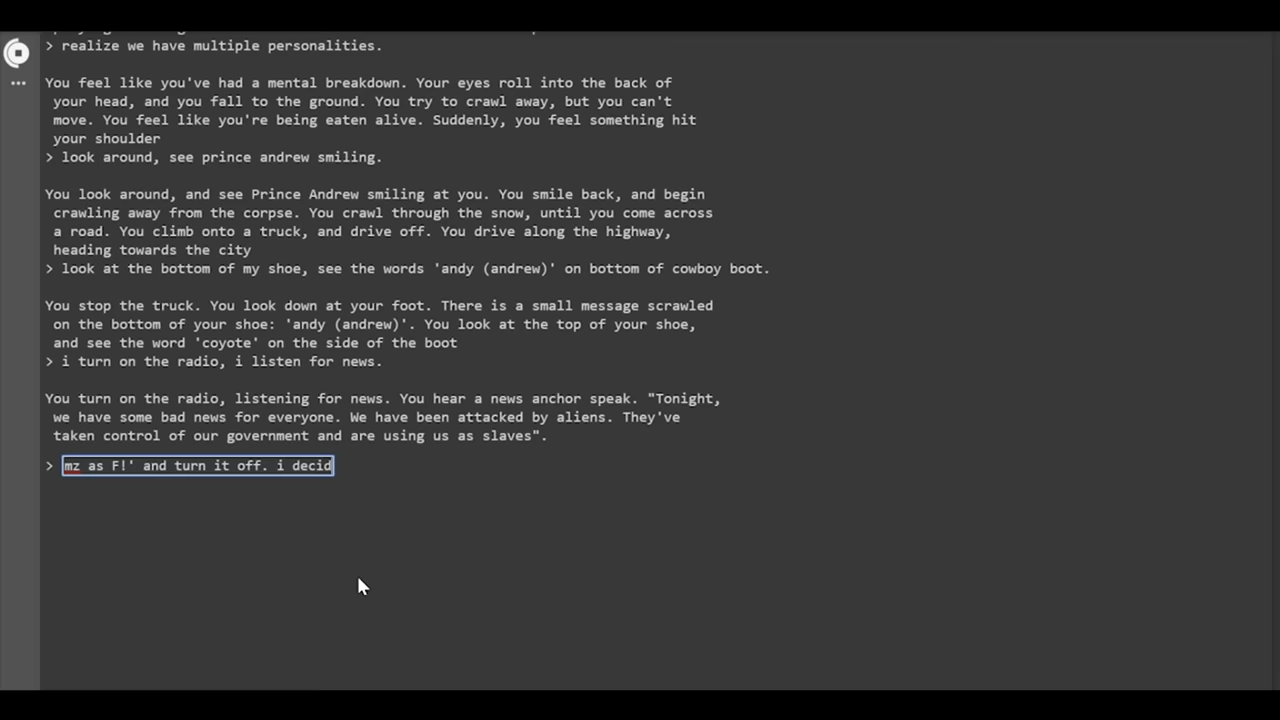 > realize we have multiple personalities.
You feel like you've had a mental breakdown. Your eyes roll into the back of
your head, and you fall to the ground. You try to crawl away, but you can't
move. You feel like you're being eaten alive. Suddenly, you feel something hit
your shoulder
> look around, see prince andrew smiling.
You look around, and see Prince Andrew smiling at you. You smile back, and begin
crawling away from the corpse. You crawl through the snow, until you come across
a road. You climb onto a truck, and drive off. You drive along the highway,
heading towards the city
> look at the bottom of my shoe, see the words 'andy (andrew)' on bottom of cowboy boot.
You stop the truck. You look down at your foot. There is a small message scrawled
on the bottom of your shoe: 'andy (andrew)'. You look at the top of your shoe,
and see the word 'coyote' on the side of the boot
> i turn on the radio, i listen for news.
You turn on the radio, listening for news. You hear a news anchor speak. "Tonight,
we have some bad news for everyone. We have been attacked by aliens. They've
taken control of our government and are using us as slaves".
> mz as F!' and turn it off. i decid